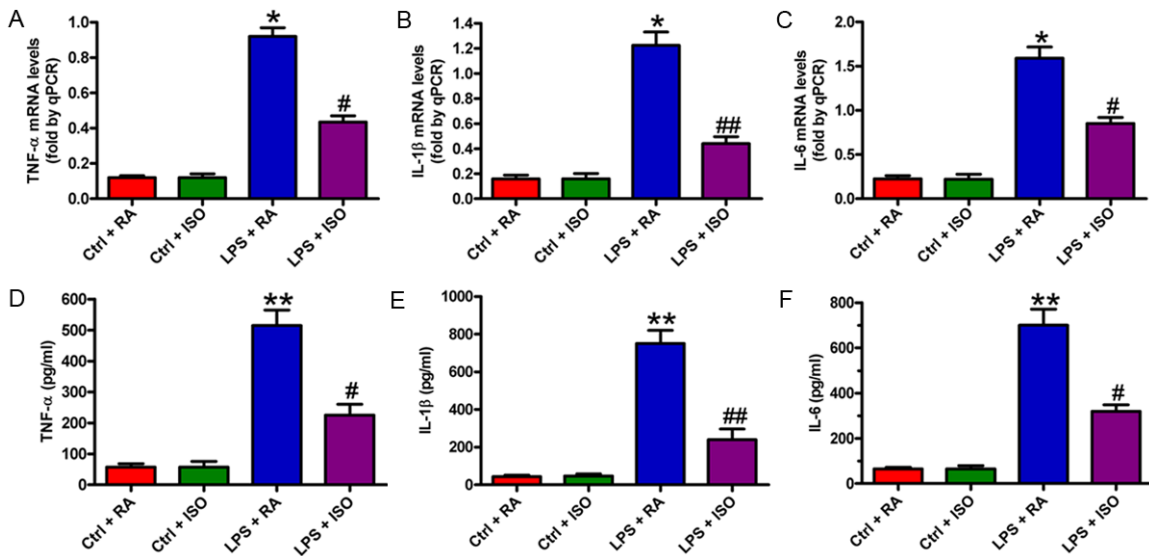 A
TNF-α mRNA levels
(fold by qPCR)
1.0
0.8
0.6
0.4
0.2
0.0
*
#
Ctrl + RA
Ctrl + ISO
LPS + RA
LPS + ISO
B
IL-1β mRNA levels
(fold by qPCR)
1.4
1.2
1.0
0.8
0.6
0.4
0.2
0.0
*
##
Ctrl + RA
Ctrl + ISO
LPS + RA
LPS + ISO
C
IL-6 mRNA levels
(fold by qPCR)
2.0
1.5
1.0
0.5
0.0
*
#
Ctrl + RA
Ctrl + ISO
LPS + RA
LPS + ISO
D
TNF-α (pg/ml)
600
500
400
300
200
100
0
**
#
Ctrl + RA
Ctrl + ISO
LPS + RA
LPS + ISO
E
IL-1β (pg/ml)
1000
800
600
400
200
0
**
##
Ctrl + RA
Ctrl + ISO
LPS + RA
LPS + ISO
F
IL-6 (pg/ml)
800
600
400
200
0
**
#
Ctrl + RA
Ctrl + ISO
LPS + RA
LPS + ISO